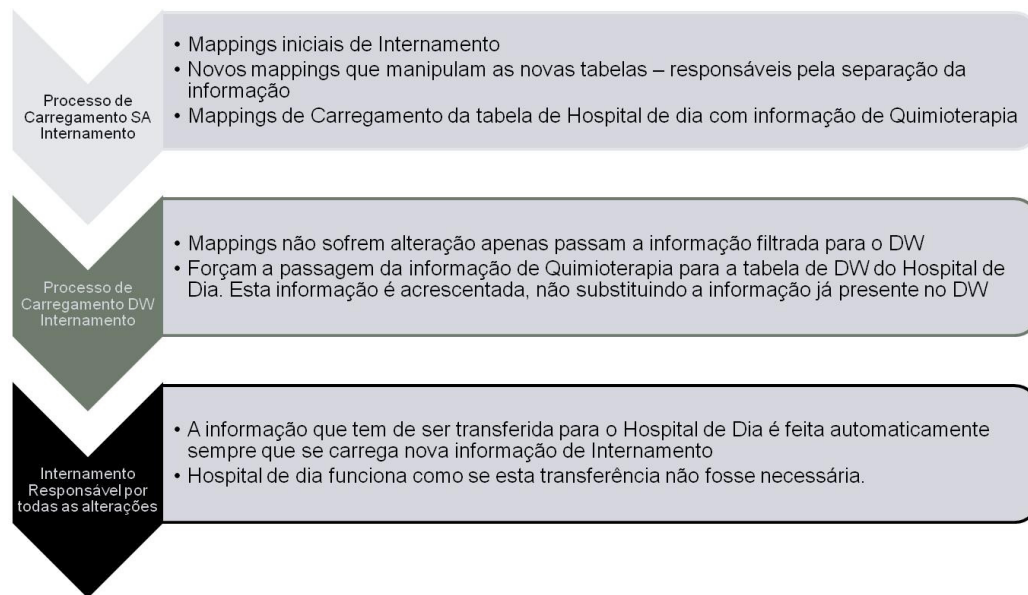 Processo de
Carregamento SA
Internamento
• Mappings iniciais de Internamento
• Novos mappings que manipulam as novas tabelas – responsáveis pela separação da
informação
• Mappings de Carregamento da tabela de Hospital de dia com informação de Quimioterapia
Processo de
Carregamento DW
Internamento
• Mappings não sofrem alteração apenas passam a informação filtrada para o DW
• Forçam a passagem da informação de Quimioterapia para a tabela de DW do Hospital de
Dia. Esta informação é acrescentada, não substituindo a informação já presente no DW
Internamento
Responsável por
todas as alterações
• A informação que tem de ser transferida para o Hospital de Dia é feita automaticamente
sempre que se carrega nova informação de Internamento
• Hospital de dia funciona como se esta transferência não fosse necessária.